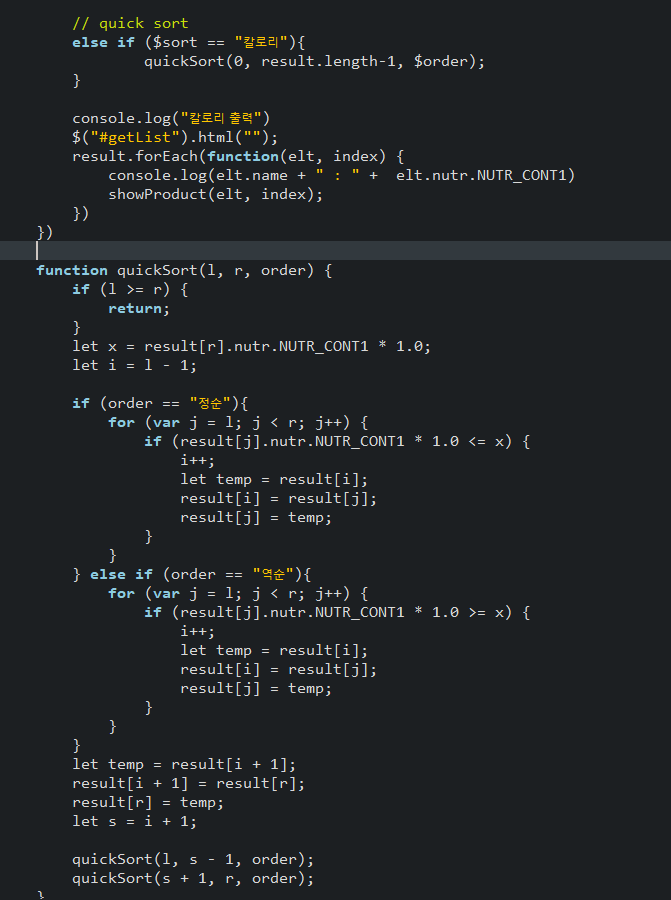 // quick sort
else if ($sort == "칼로리"){
quickSort(0, result.length-1, $order);
}
console.log("칼로리 출력")
$("#getList").html("");
result.forEach(function(elt, index) {
console.log(elt.name + " : " +  elt.nutr.NUTR_CONT1)
showProduct(elt, index);
})
})
function quickSort(l, r, order) {
if (l >= r) {
return;
}
let x = result[r].nutr.NUTR_CONT1 * 1.0;
let i = l - 1;
if (order == "정순"){
for (var j = l; j < r; j++) {
if (result[j].nutr.NUTR_CONT1 * 1.0 <= x) {
i++;
let temp = result[i];
result[i] = result[j];
result[j] = temp;
}
}
} else if (order == "역순"){
for (var j = l; j < r; j++) {
if (result[j].nutr.NUTR_CONT1 * 1.0 >= x) {
i++;
let temp = result[i];
result[i] = result[j];
result[j] = temp;
}
}
}
let temp = result[i + 1];
result[i + 1] = result[r];
result[r] = temp;
let s = i + 1;
quickSort(l, s - 1, order);
quickSort(s + 1, r, order);
}